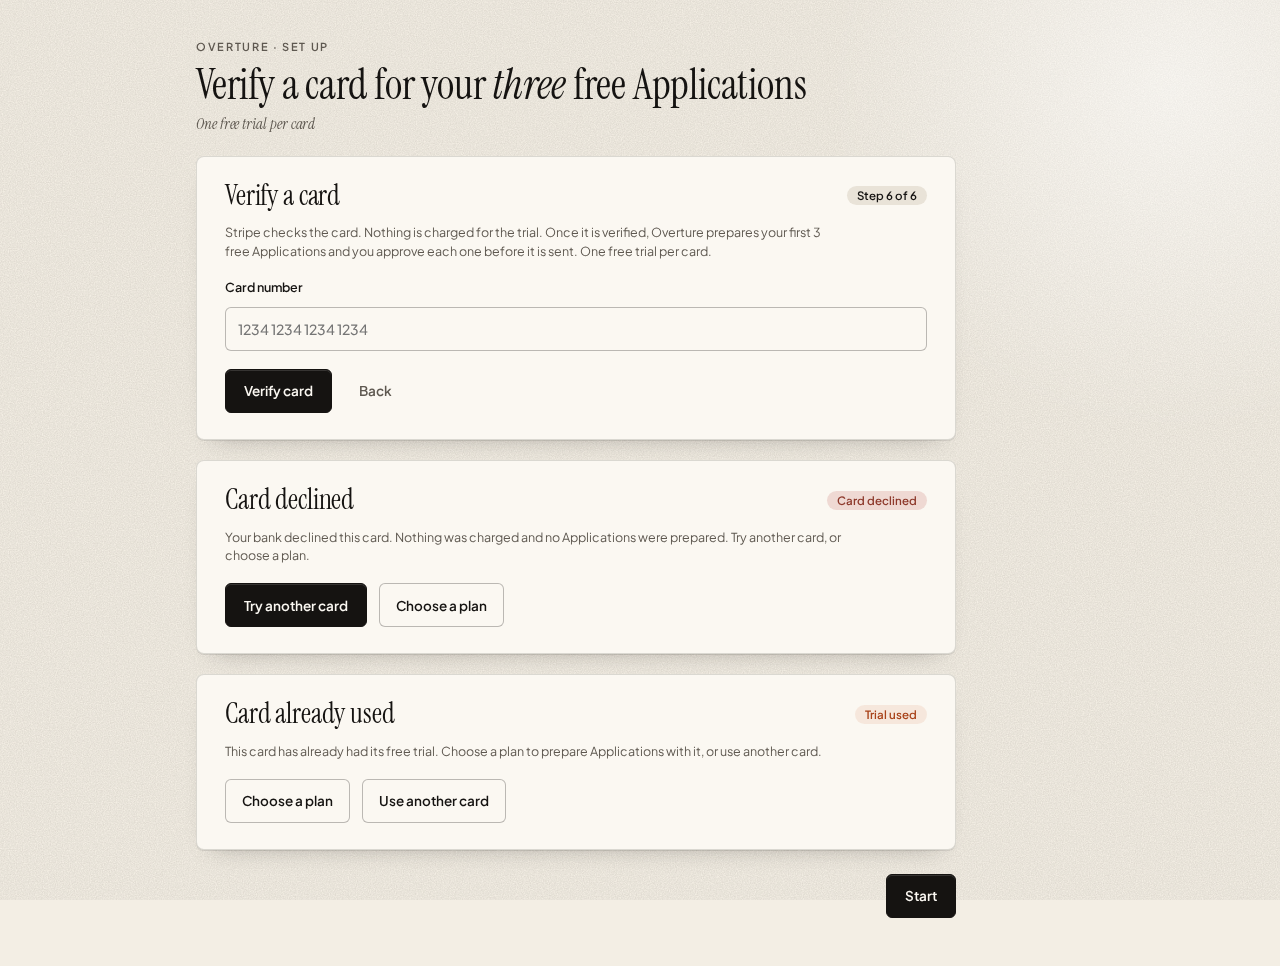 OVERTURE · SET UP
Verify a card for your three free Applications
One free trial per card
Verify a card
Step 6 of 6
Stripe checks the card. Nothing is charged for the trial. Once it is verified, Overture prepares your first 3
free Applications and you approve each one before it is sent. One free trial per card.
Card number
1234 1234 1234 1234
Verify card
Back
Card declined
Card declined
Your bank declined this card. Nothing was charged and no Applications were prepared. Try another card, or
choose a plan.
Try another card
Choose a plan
Card already used
Trial used
This card has already had its free trial. Choose a plan to prepare Applications with it, or use another card.
Choose a plan
Use another card
Start